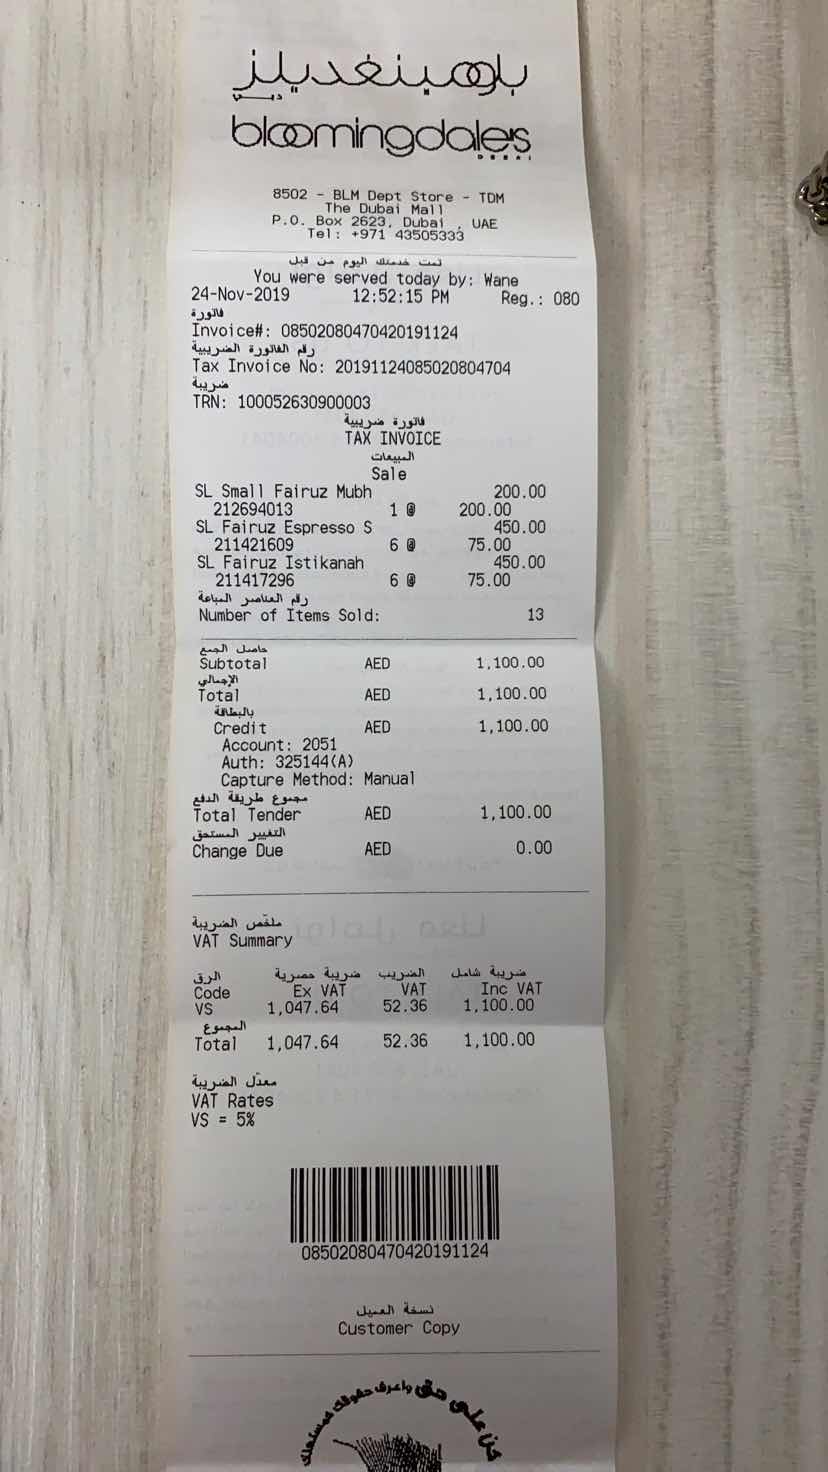 بلومينغديلز
دبي
bloomingdale's
DUBAI
8502 - BLM Dept Store - TDM
The Dubai Mall
P.O. Box 2623, Dubai , UAE
Tel: +971 43505333
تمت خدمتك اليوم من قبل
You were served today by: Wane
24-Nov-2019 12:52:15 PM Reg.: 080
فاتورة
Invoice#: 08502080470420191124
رقم الفاتورة الضريبية
Tax Invoice No: 20191124085020804704
ضريبة
TRN: 100052630900003
فاتورة ضريبية
TAX INVOICE
المبيعات
Sale
SL Small Fairuz Mubh 200.00
212694013 1 @ 200.00
SL Fairuz Espresso S 450.00
211421609 6 @ 75.00
SL Fairuz Istikanah 450.00
211417296 6 @ 75.00
رقم العناصر المباعة
Number of Items Sold: 13
حاصل الجمع
Subtotal AED 1,100.00
الإجمالي
Total AED 1,100.00
بالبطاقة
Credit AED 1,100.00
Account: 2051
Auth: 325144(A)
Capture Method: Manual
مجموع طريقة الدفع
Total Tender AED 1,100.00
التغيير المستحق
Change Due AED 0.00
ملخّص الضريبة
VAT Summary
الرق ضريبة حصرية الضريب ضريبة شامل
Code Ex VAT VAT Inc VAT
VS 1,047.64 52.36 1,100.00
المجموع
Total 1,047.64 52.36 1,100.00
معدّل الضريبة
VAT Rates
VS = 5%
08502080470420191124
نسخة العميل
Customer Copy
كن على حق واعرف حقوقك كمستهلك